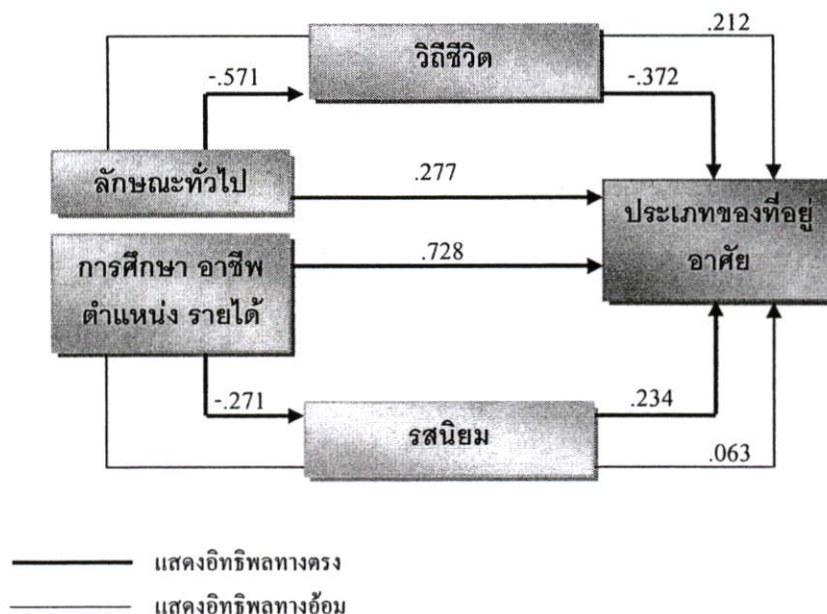 วิถีชีวิต
.212
-.571
-.372
ลักษณะทั่วไป
.277
ประเภทของที่อยู่
อาศัย
การศึกษา อาชีพ
ตำแหน่ง รายได้
.728
-.271
รสนิยม
.234
.063
แสดงอิทธิพลทางตรง
แสดงอิทธิพลทางอ้อม